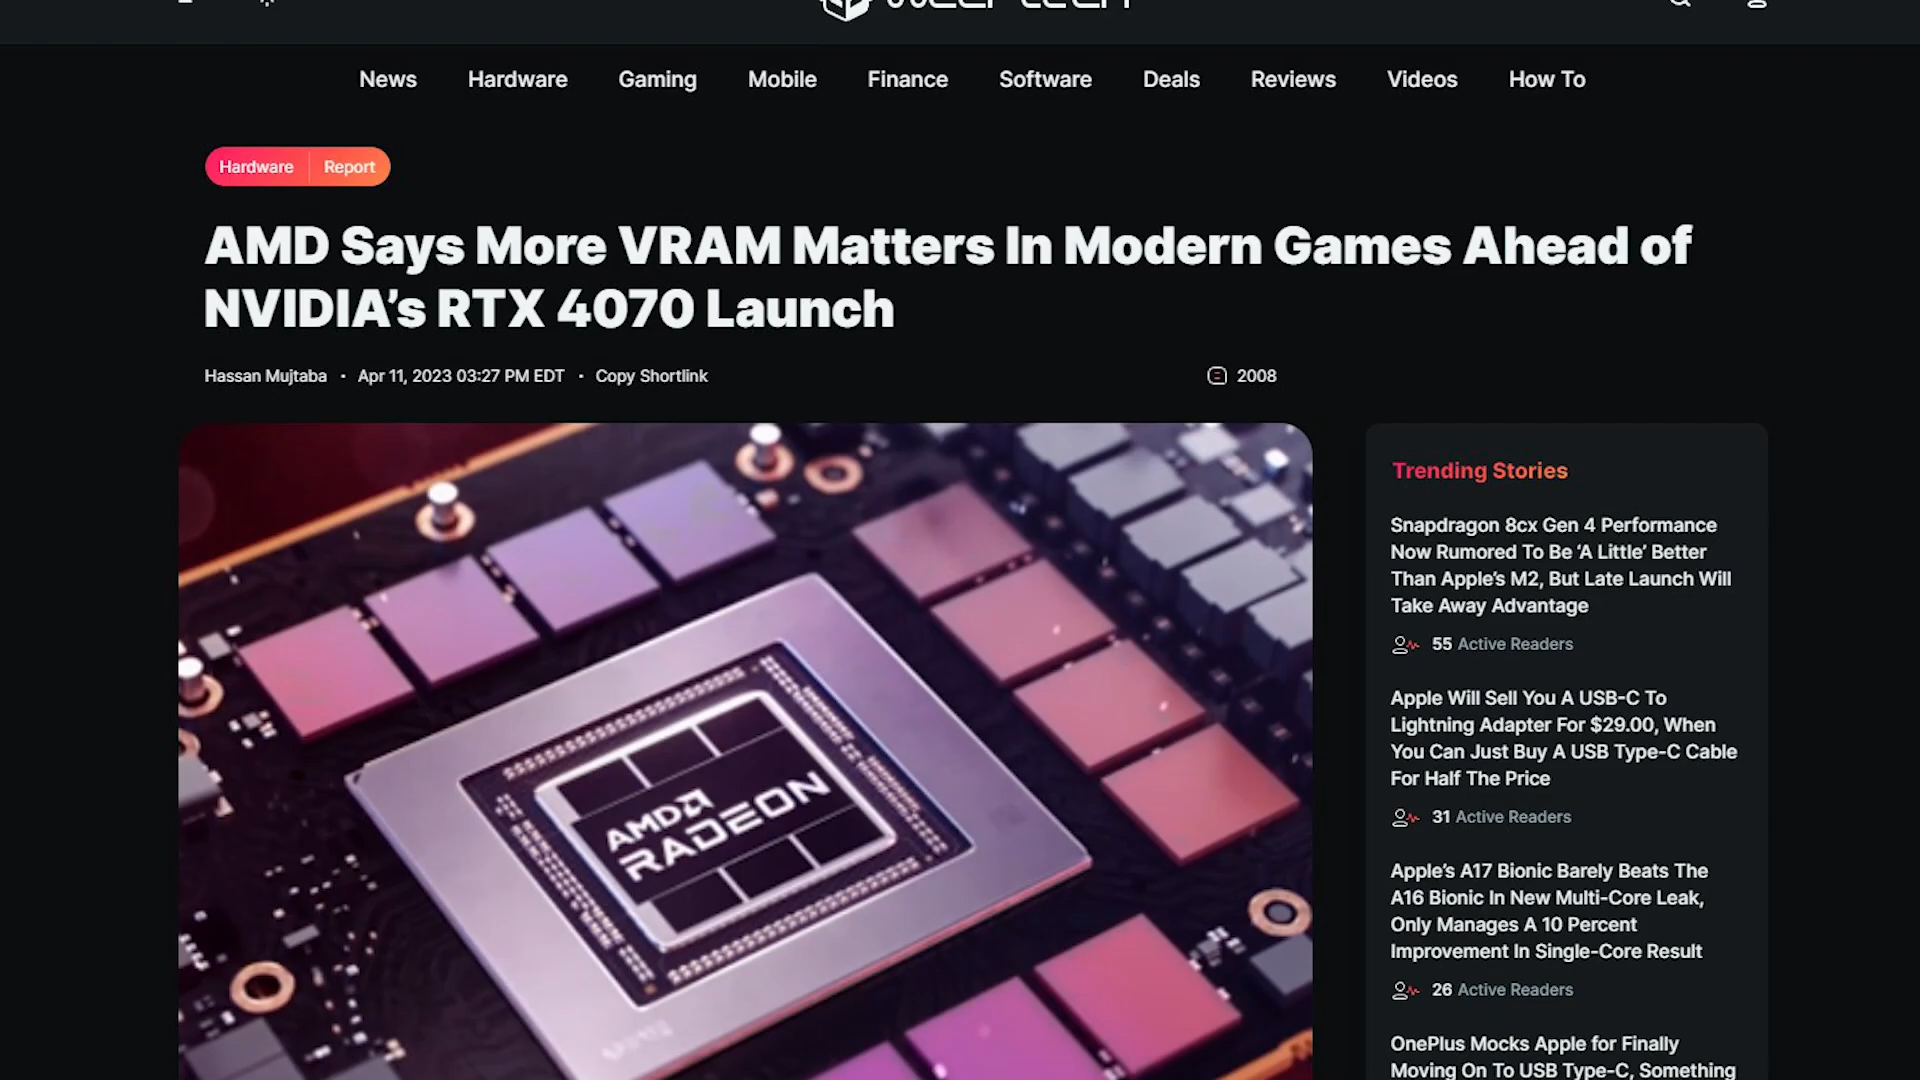 News Hardware Gaming Mobile Finance Software Deals Reviews Videos How To
Hardware Report
AMD Says More VRAM Matters In Modern Games Ahead of
NVIDIA’s RTX 4070 Launch
Hassan Mujtaba • Apr 11, 2023 03:27 PM EDT • Copy Shortlink
2008
AMD
RADEON
Trending Stories
Snapdragon 8cx Gen 4 Performance
Now Rumored To Be ‘A Little’ Better
Than Apple’s M2, But Late Launch Will
Take Away Advantage
55 Active Readers
Apple Will Sell You A USB-C To
Lightning Adapter For $29.00, When
You Can Just Buy A USB Type-C Cable
For Half The Price
31 Active Readers
Apple’s A17 Bionic Barely Beats The
A16 Bionic In New Multi-Core Leak,
Only Manages A 10 Percent
Improvement In Single-Core Result
26 Active Readers
OnePlus Mocks Apple for Finally
Moving On To USB Type-C, Something